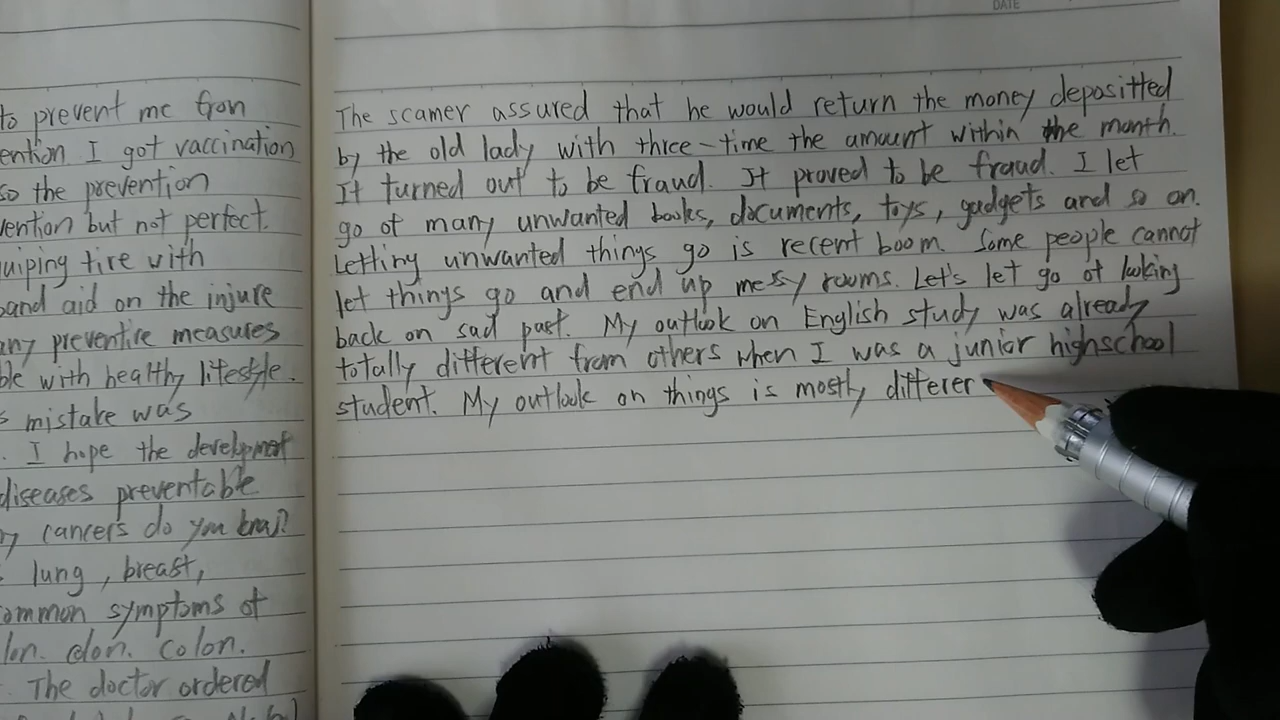 to prevent me from
ention I got vaccination
so the prevention
vention but not perfect.
uiping tire with
band aid on the injure
any preventive measures
ble with healthy lifestyle.
s mistake was
. I hope the development
diseases preventable
ny cancers do you know?
lung, breast,
ommon symptoms of
lon. colon. colon.
. The doctor ordered
DATE
The scamer assured that he would return the money depositted
by the old lady with three-time the amount within the month.
It turned out to be fraud. It proved to be fraud. I let
go of many unwanted books, documents, toys, gadgets and so on.
Letting unwanted things go is recent boom. Some people cannot
let things go and end up messy rooms. Let's let go of looking
back on sad past. My outlook on English study was already
totally different from others when I was a junior highschool
student. My outlook on things is mostly differer